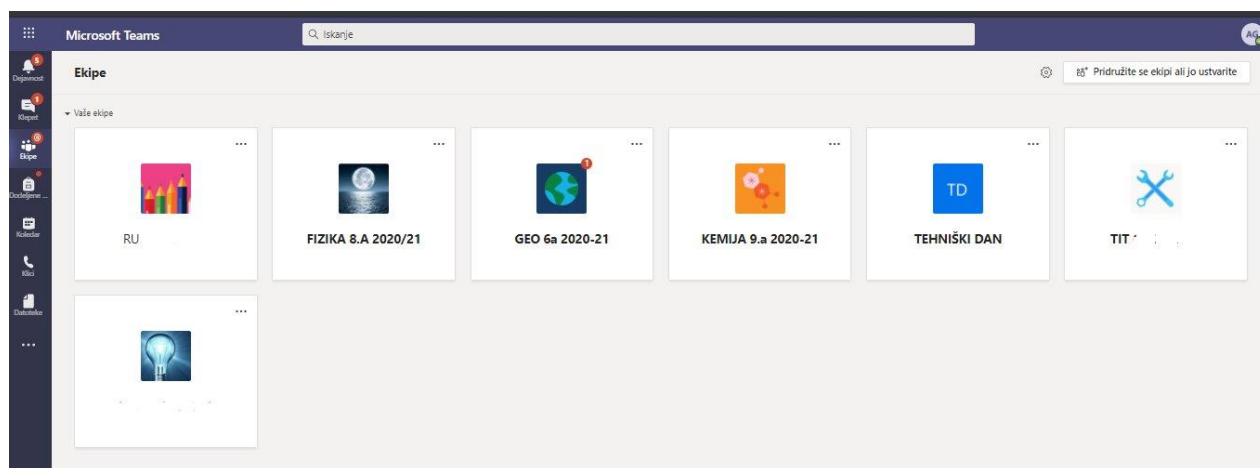 Microsoft Teams
Iskanje
AG
Dejavnost
5
Klepet
1
Ekipe
@
Dodeljene ...
Koledar
Klici
Datoteke
...
Ekipe
Pridružite se ekipi ali jo ustvarite
Vaše ekipe
RU
FIZIKA 8.A 2020/21
1
GEO 6a 2020-21
KEMIJA 9.a 2020-21
TD
TEHNIŠKI DAN
TIT